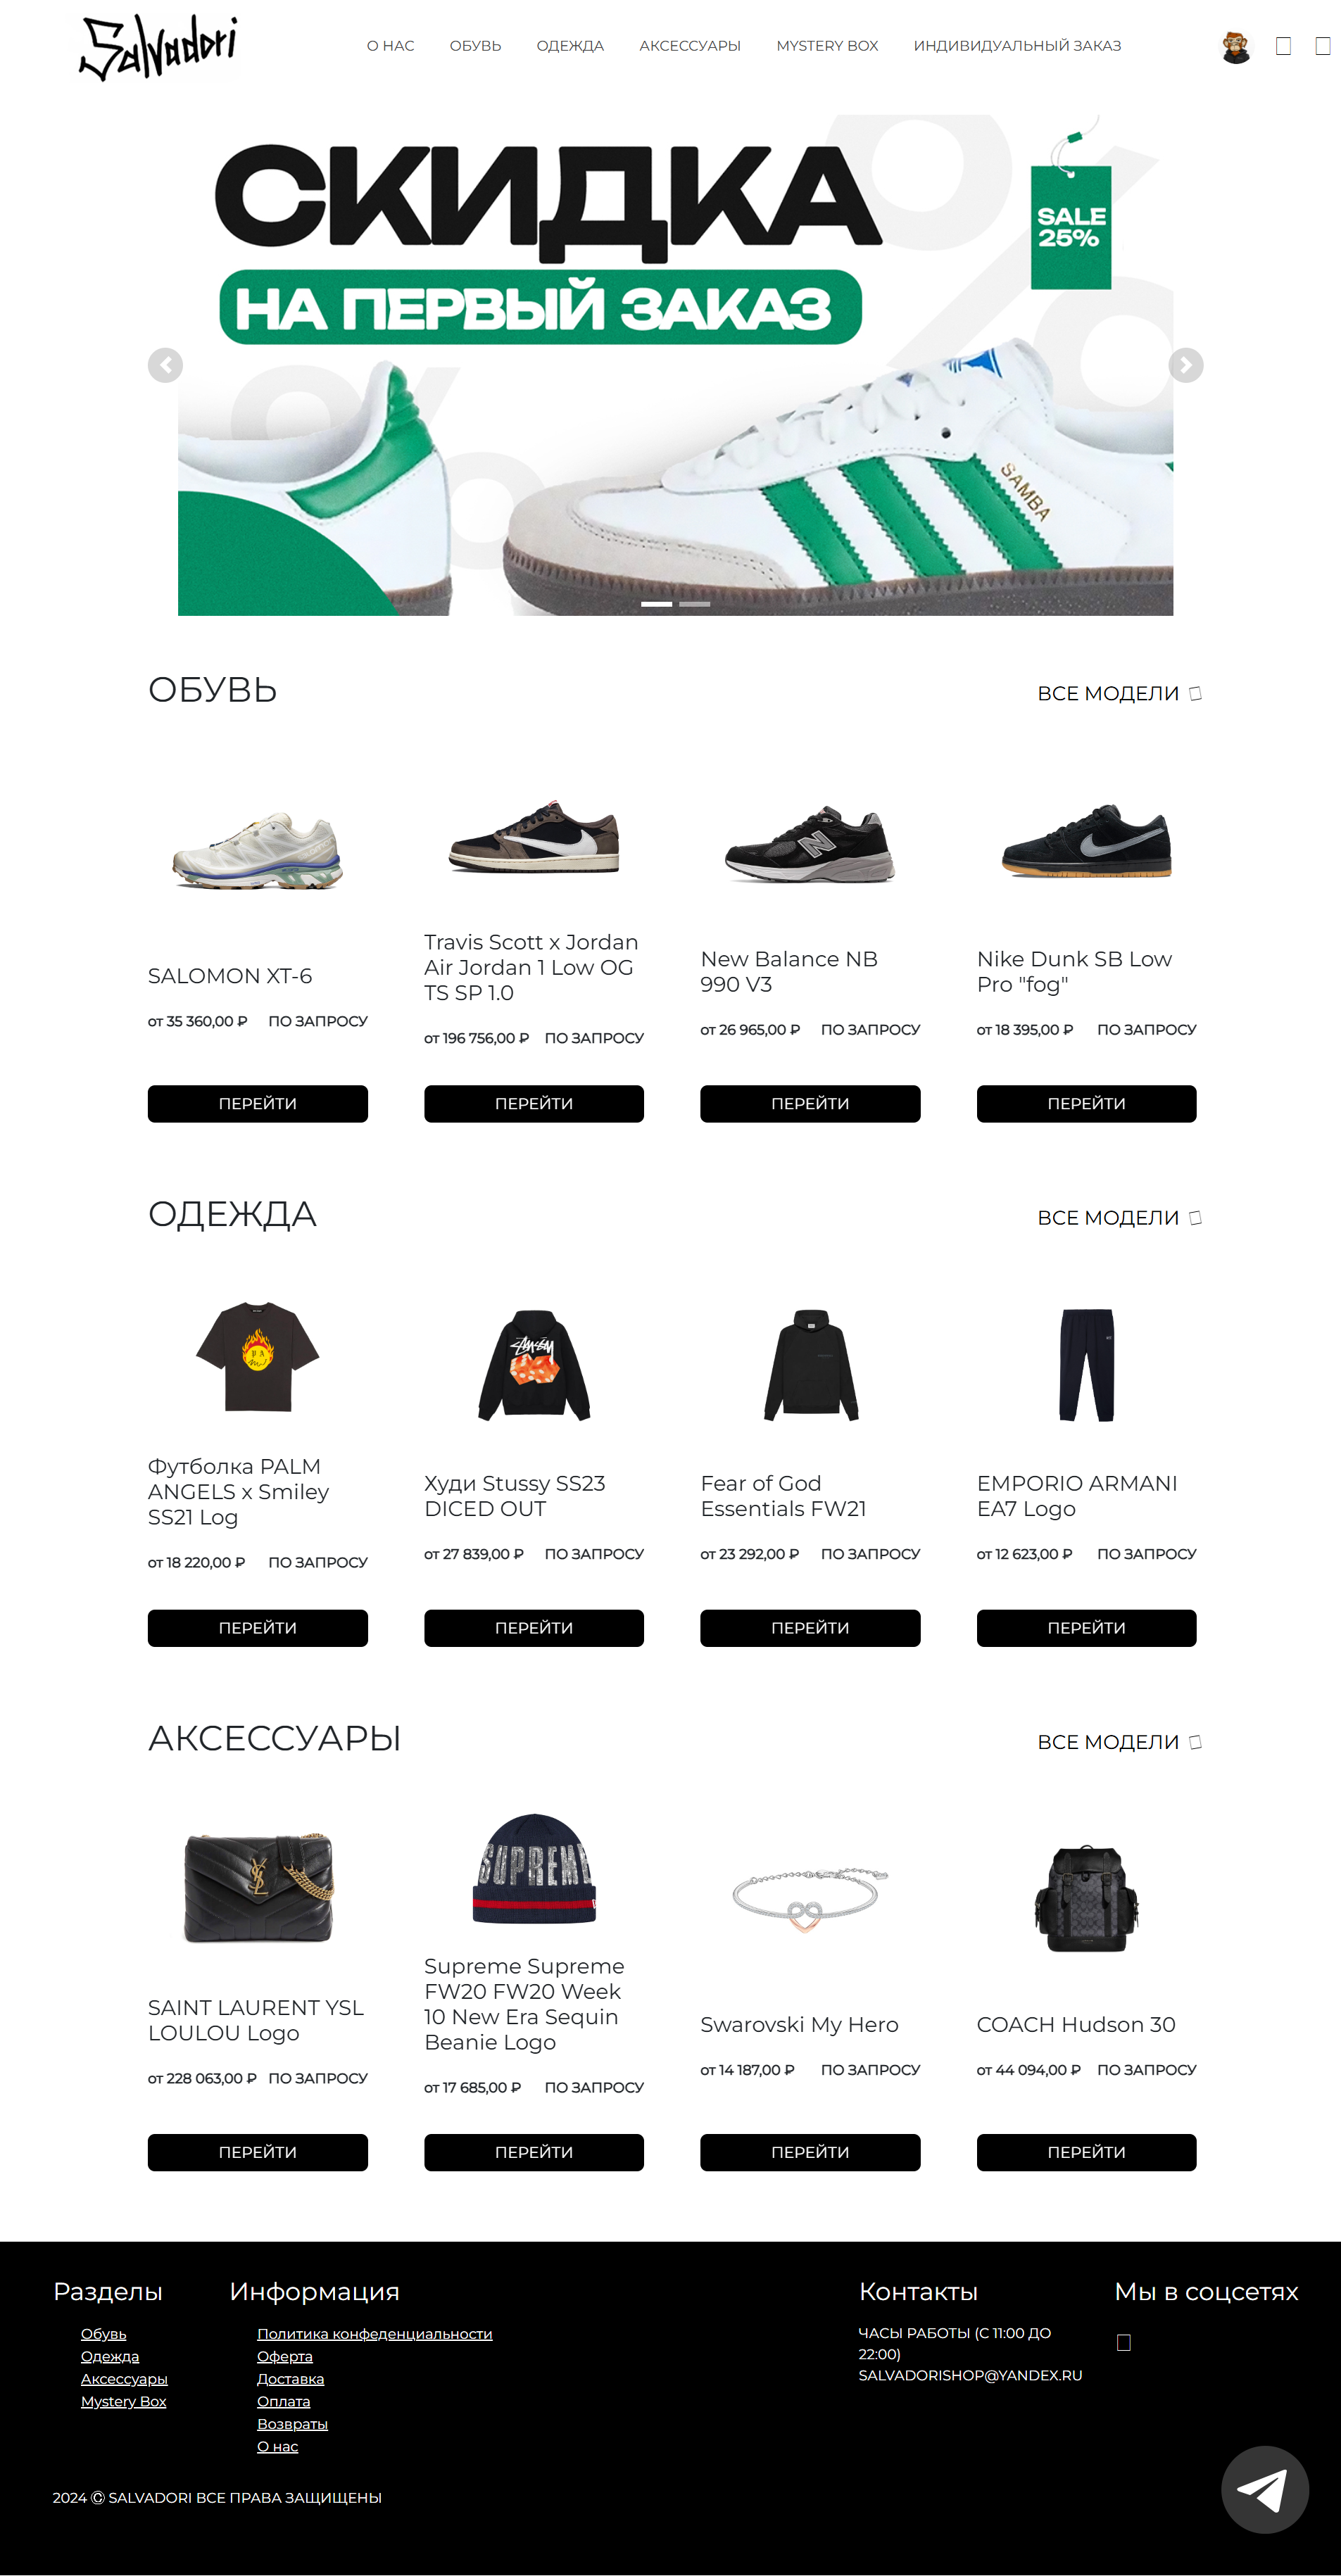 Salvadori
О НАС
ОБУВЬ
ОДЕЖДА
АКСЕССУАРЫ
MYSTERY BOX
ИНДИВИДУАЛЬНЫЙ ЗАКАЗ
СКИДКА
НА ПЕРВЫЙ ЗАКАЗ
SALE
25%
SAMBA
ОБУВЬ
ВСЕ МОДЕЛИ
SALOMON XT-6
от 35 360,00 ₽ ПО ЗАПРОСУ
ПЕРЕЙТИ
Travis Scott x Jordan
Air Jordan 1 Low OG
TS SP 1.0
от 196 756,00 ₽ ПО ЗАПРОСУ
ПЕРЕЙТИ
New Balance NB
990 V3
от 26 965,00 ₽ ПО ЗАПРОСУ
ПЕРЕЙТИ
Nike Dunk SB Low
Pro "fog"
от 18 395,00 ₽ ПО ЗАПРОСУ
ПЕРЕЙТИ
ОДЕЖДА
ВСЕ МОДЕЛИ
Футболка PALM
ANGELS x Smiley
SS21 Log
от 18 220,00 ₽ ПО ЗАПРОСУ
ПЕРЕЙТИ
STUSSY
Худи Stussy SS23
DICED OUT
от 27 839,00 ₽ ПО ЗАПРОСУ
ПЕРЕЙТИ
Fear of God
Essentials FW21
от 23 292,00 ₽ ПО ЗАПРОСУ
ПЕРЕЙТИ
EMPORIO ARMANI
EA7 Logo
от 12 623,00 ₽ ПО ЗАПРОСУ
ПЕРЕЙТИ
АКСЕССУАРЫ
ВСЕ МОДЕЛИ
YSL
SAINT LAURENT YSL
LOULOU Logo
от 228 063,00 ₽ ПО ЗАПРОСУ
ПЕРЕЙТИ
SUPREME
Supreme Supreme
FW20 FW20 Week
10 New Era Sequin
Beanie Logo
от 17 685,00 ₽ ПО ЗАПРОСУ
ПЕРЕЙТИ
Swarovski My Hero
от 14 187,00 ₽ ПО ЗАПРОСУ
ПЕРЕЙТИ
COACH Hudson 30
от 44 094,00 ₽ ПО ЗАПРОСУ
ПЕРЕЙТИ
Разделы
Обувь
Одежда
Аксессуары
Mystery Box
Информация
Политика конфеденциальности
Оферта
Доставка
Оплата
Возвраты
О нас
Контакты
ЧАСЫ РАБОТЫ (С 11:00 ДО
22:00)
SALVADORISHOP@YANDEX.RU
Мы в соцсетях
2024 © SALVADORI ВСЕ ПРАВА ЗАЩИЩЕНЫ